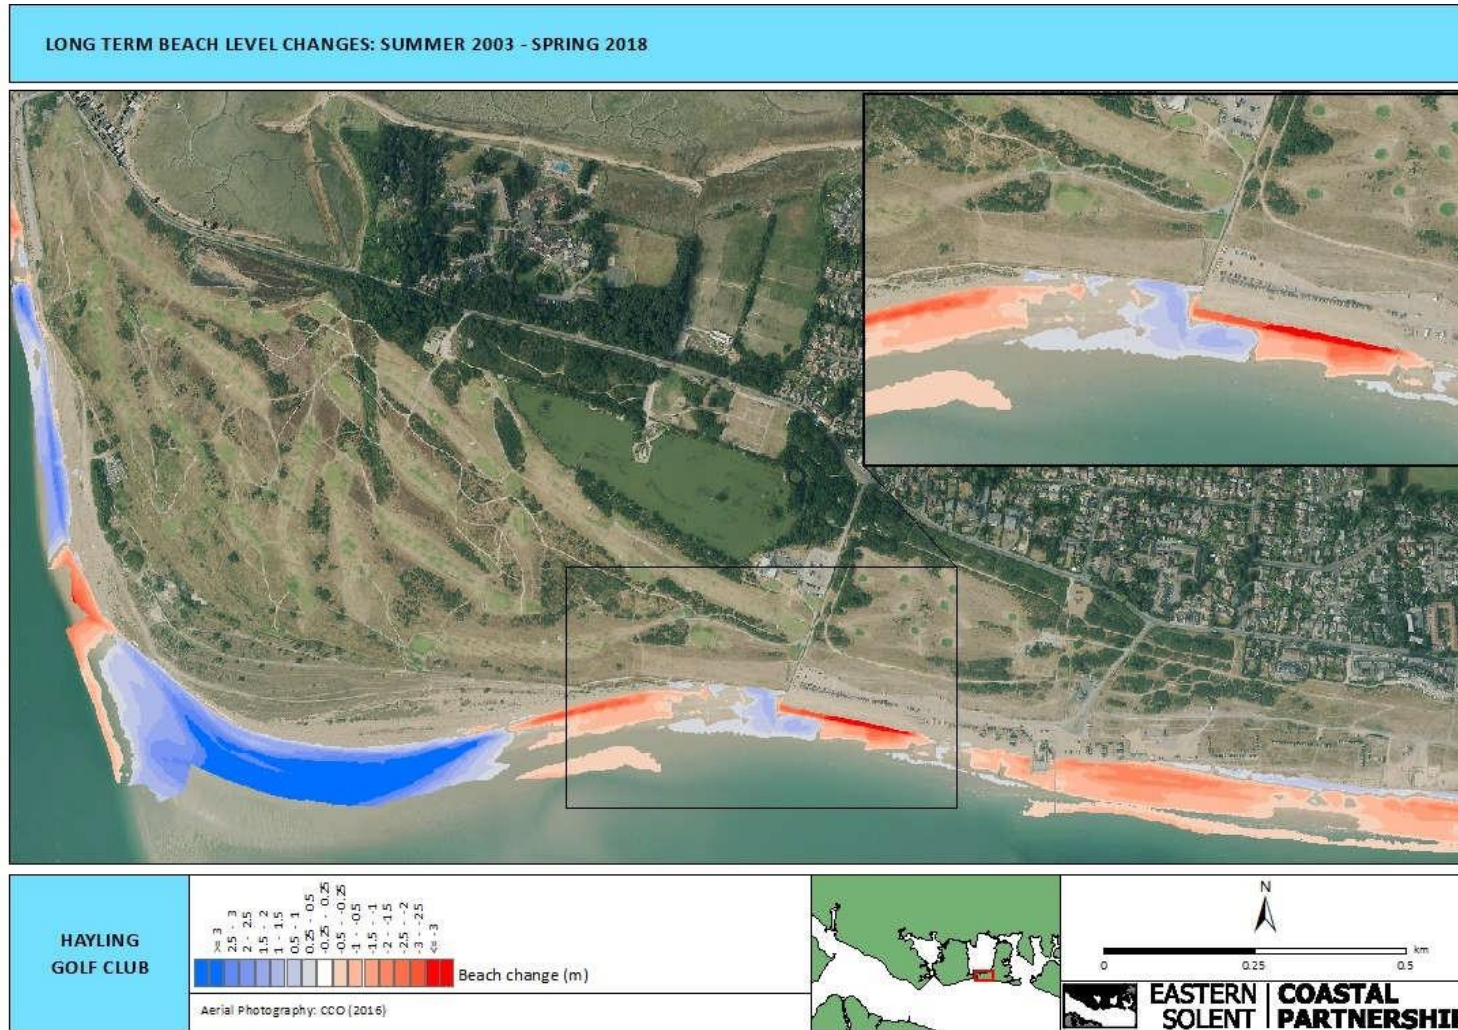 LONG TERM BEACH LEVEL CHANGES: SUMMER 2003 - SPRING 2018
HAYLING
GOLF CLUB
>= 3
2.5 - 3
2 - 2.5
1.5 - 2
1 - 1.5
0.5 - 1
0.25 - 0.5
-0.25 - 0.25
-0.5 - -0.25
-1 - -0.5
-1.5 - -1
-2 - -1.5
-2.5 - -2
-3 - -2.5
<= -3
Beach change (m)
Aerial Photography: CCO (2016)
N
km
0 0.25 0.5
EASTERN COASTAL
SOLENT PARTNERSHIP